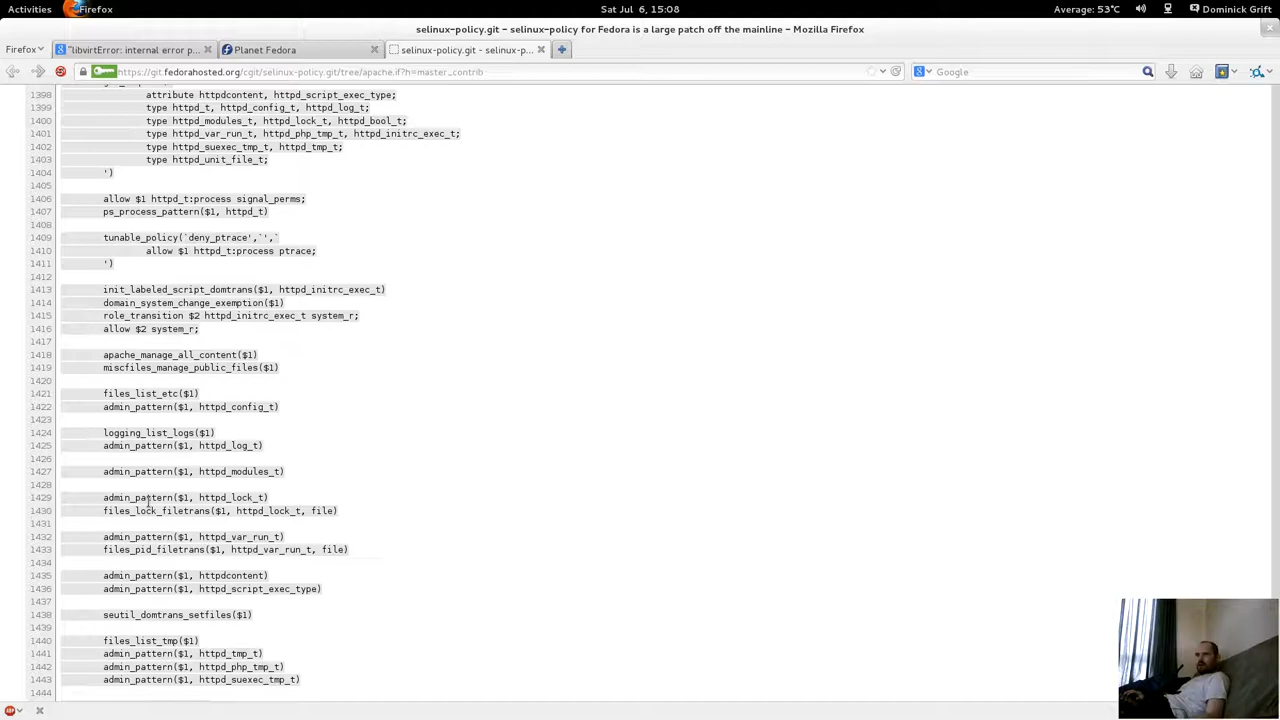 Activities Firefox Sat Jul 6, 15:08 Average: 53°C Dominick Grift
selinux-policy.git - selinux-policy for Fedora is a large patch off the mainline - Mozilla Firefox
Firefox "libvirtError: internal error p... Planet Fedora selinux-policy.git - selinux-p...
https://git.fedorahosted.org/cgit/selinux-policy.git/tree/apache.if?h=master_contrib Google
1398 attribute httpdcontent, httpd_script_exec_type;
1399 type httpd_t, httpd_config_t, httpd_log_t;
1400 type httpd_modules_t, httpd_lock_t, httpd_bool_t;
1401 type httpd_var_run_t, httpd_php_tmp_t, httpd_initrc_exec_t;
1402 type httpd_suexec_tmp_t, httpd_tmp_t;
1403 type httpd_unit_file_t;
1404 ')
1405
1406 allow $1 httpd_t:process signal_perms;
1407 ps_process_pattern($1, httpd_t)
1408
1409 tunable_policy(`deny_ptrace',`',`
1410 allow $1 httpd_t:process ptrace;
1411 ')
1412
1413 init_labeled_script_domtrans($1, httpd_initrc_exec_t)
1414 domain_system_change_exemption($1)
1415 role_transition $2 httpd_initrc_exec_t system_r;
1416 allow $2 system_r;
1417
1418 apache_manage_all_content($1)
1419 miscfiles_manage_public_files($1)
1420
1421 files_list_etc($1)
1422 admin_pattern($1, httpd_config_t)
1423
1424 logging_list_logs($1)
1425 admin_pattern($1, httpd_log_t)
1426
1427 admin_pattern($1, httpd_modules_t)
1428
1429 admin_pattern($1, httpd_lock_t)
1430 files_lock_filetrans($1, httpd_lock_t, file)
1431
1432 admin_pattern($1, httpd_var_run_t)
1433 files_pid_filetrans($1, httpd_var_run_t, file)
1434
1435 admin_pattern($1, httpdcontent)
1436 admin_pattern($1, httpd_script_exec_type)
1437
1438 seutil_domtrans_setfiles($1)
1439
1440 files_list_tmp($1)
1441 admin_pattern($1, httpd_tmp_t)
1442 admin_pattern($1, httpd_php_tmp_t)
1443 admin_pattern($1, httpd_suexec_tmp_t)
1444